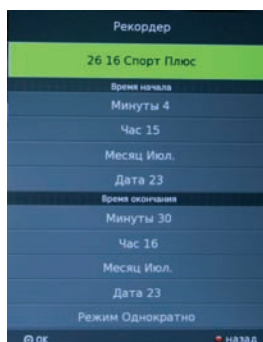 Рекордер
26 16 Спорт Плюс
Время начала
Минуты 4
Час 15
Месяц Июл.
Дата 23
Время окончания
Минуты 30
Час 16
Месяц Июл.
Дата 23
Режим Однократно
OK назад